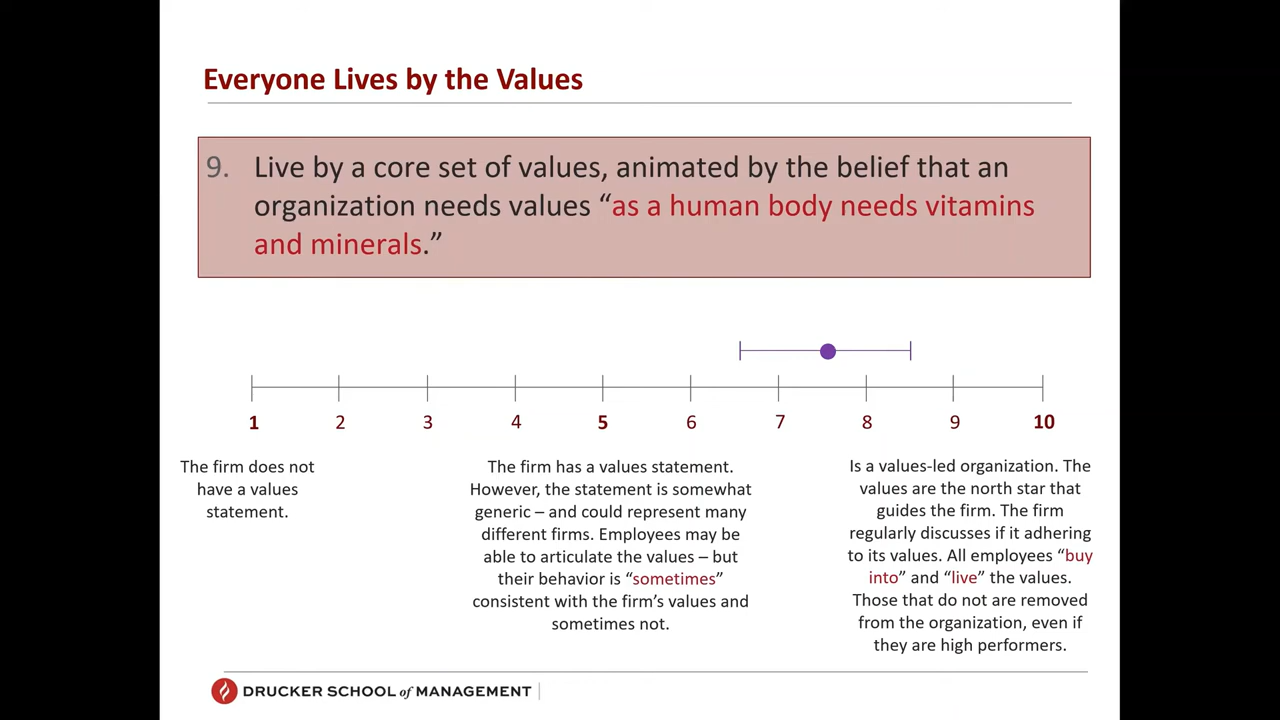 Everyone Lives by the Values
9. Live by a core set of values, animated by the belief that an
organization needs values “as a human body needs vitamins
and minerals.”
1 2 3 4 5 6 7 8 9 10
The firm does not
have a values
statement.
The firm has a values statement.
However, the statement is somewhat
generic – and could represent many
different firms. Employees may be
able to articulate the values – but
their behavior is “sometimes”
consistent with the firm’s values and
sometimes not.
Is a values-led organization. The
values are the north star that
guides the firm. The firm
regularly discusses if it adhering
to its values. All employees “buy
into” and “live” the values.
Those that do not are removed
from the organization, even if
they are high performers.
DRUCKER SCHOOL of MANAGEMENT